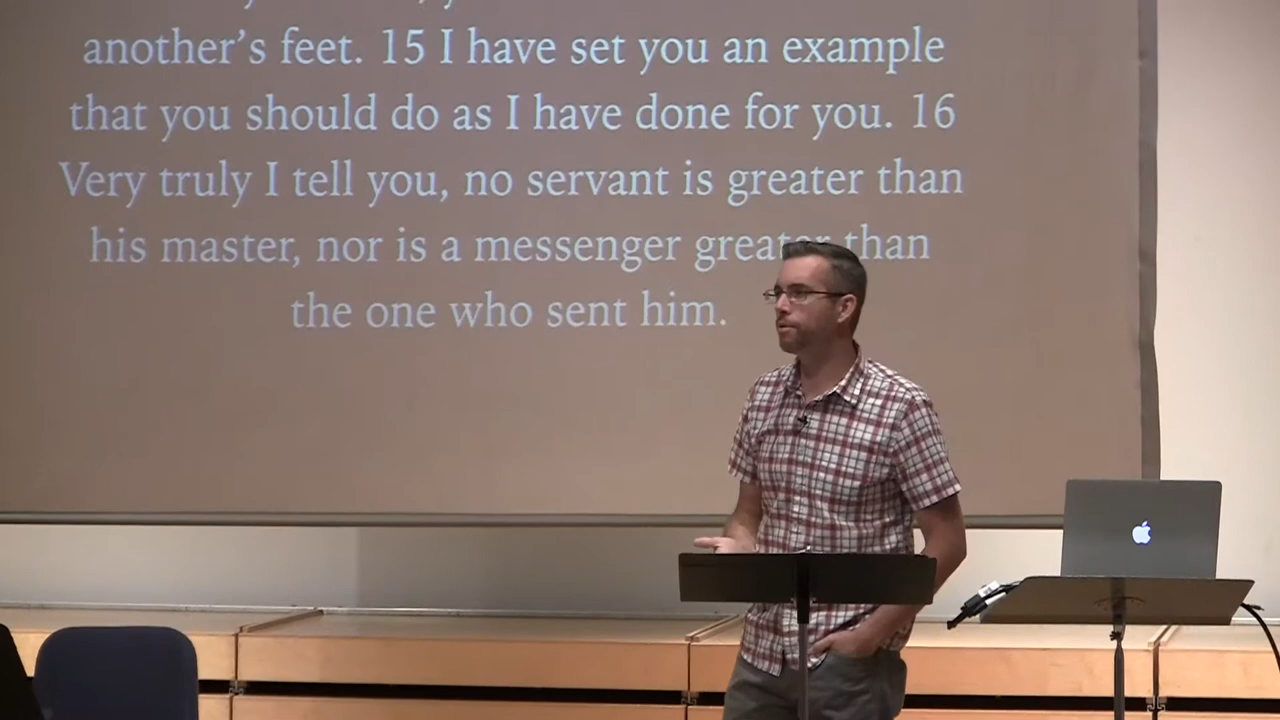 another’s feet. 15 I have set you an example
that you should do as I have done for you. 16
Very truly I tell you, no servant is greater than
his master, nor is a messenger greater than
the one who sent him.